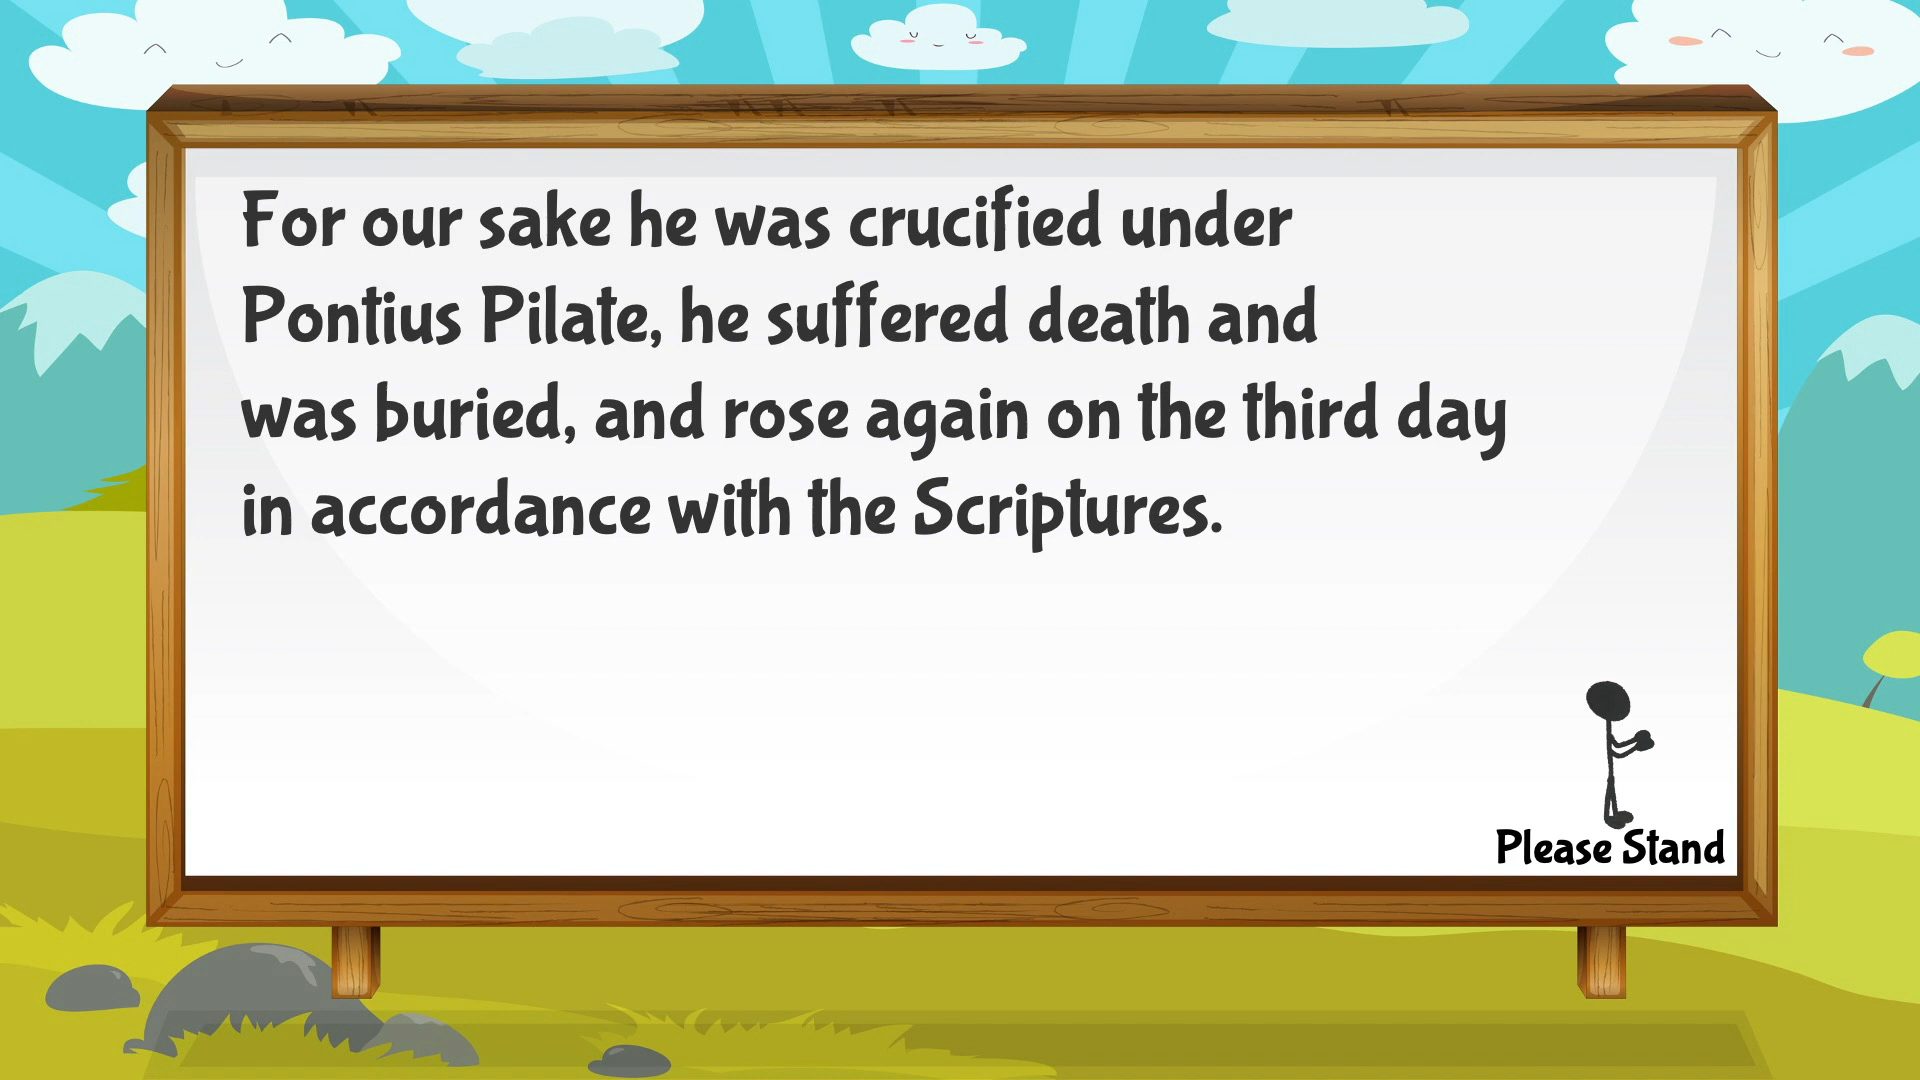 For our sake he was crucified under
Pontius Pilate, he suffered death and
was buried, and rose again on the third day
in accordance with the Scriptures.
Please Stand